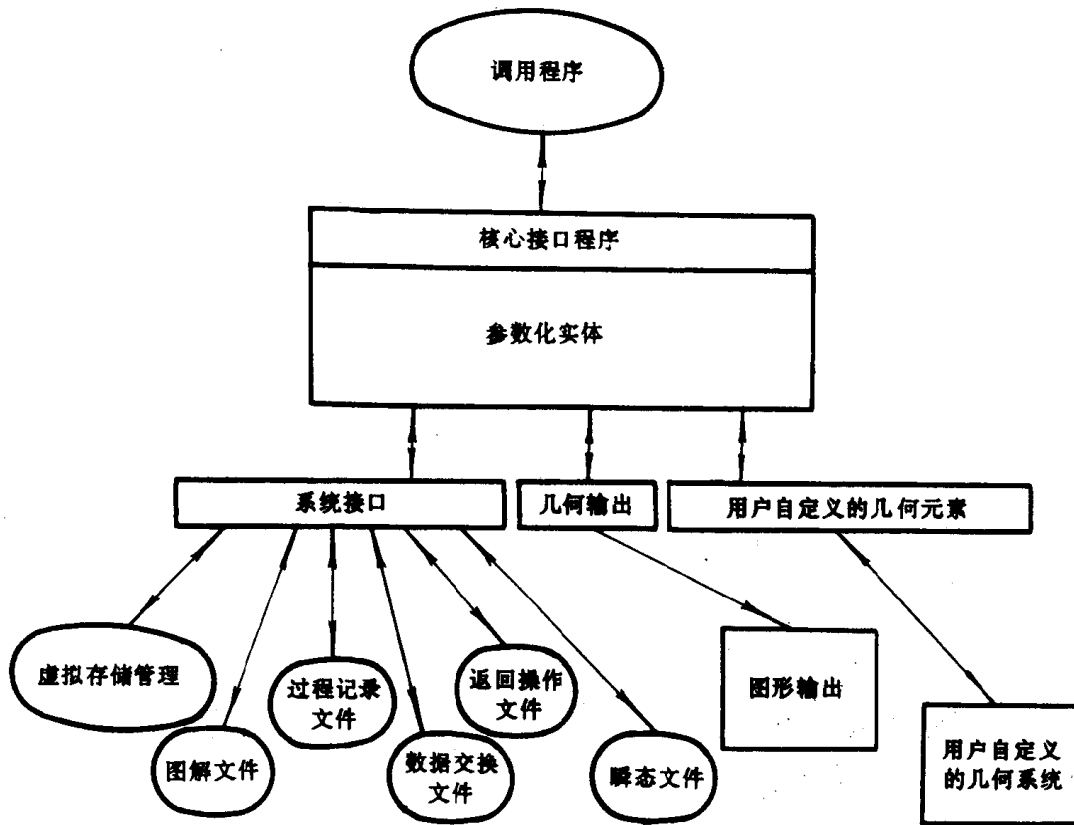 调用程序
核心接口程序
参数化实体
系统接口
几何输出
用户自定义的几何元素
虚拟存储管理
图解文件
过程记录
文件
数据交换
文件
返回操作
文件
瞬态文件
图形输出
用户自定义
的几何系统